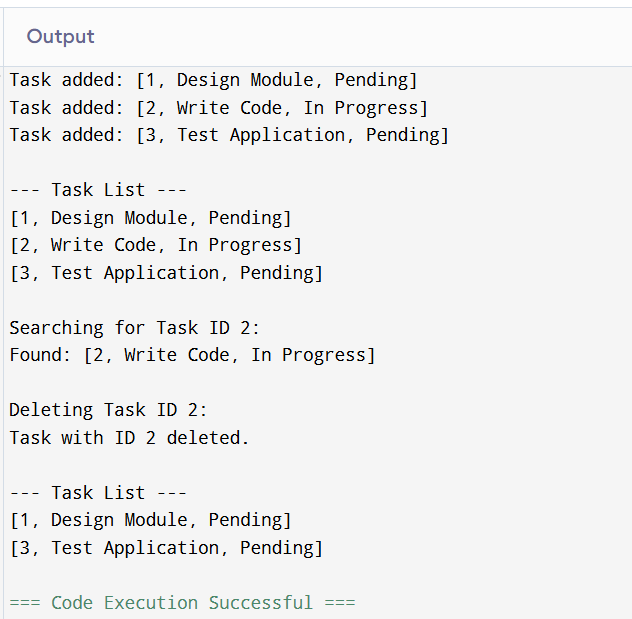 Output
Task added: [1, Design Module, Pending]
Task added: [2, Write Code, In Progress]
Task added: [3, Test Application, Pending]
--- Task List ---
[1, Design Module, Pending]
[2, Write Code, In Progress]
[3, Test Application, Pending]
Searching for Task ID 2:
Found: [2, Write Code, In Progress]
Deleting Task ID 2:
Task with ID 2 deleted.
--- Task List ---
[1, Design Module, Pending]
[3, Test Application, Pending]
=== Code Execution Successful ===